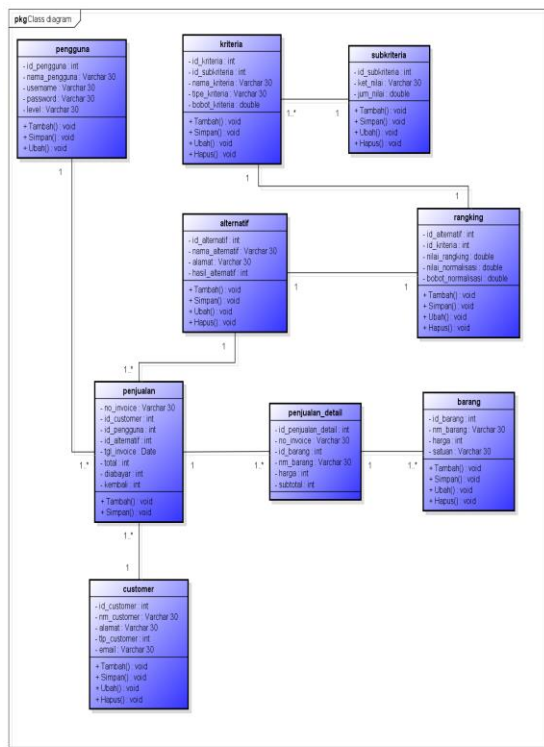 pkg Class diagram
pengguna
- id_pengguna : int
- nama_pengguna : Varchar 30
- username : Varchar 30
- password : Varchar 30
- level : Varchar 30
+ Tambah() : void
+ Simpan() : void
+ Ubah() : void
1
kriteria
- id_kriteria : int
- id_subkriteria : int
- nama_kriteria : Varchar 30
- tipe_kriteria : Varchar 30
- bobot_kriteria : double
+ Tambah() : void
+ Simpan() : void
+ Ubah() : void
+ Hapus() : void
1..*
1
1
subkriteria
- id_subkriteria : int
- ket_nilai : Varchar 30
- jum_nilai : double
+ Tambah() : void
+ Simpan() : void
+ Ubah() : void
+ Hapus() : void
alternatif
- id_alternatif : int
- nama_alternatif : Varchar 30
- alamat : Varchar 30
- hasil_alternatif : int
+ Tambah() : void
+ Simpan() : void
+ Ubah() : void
+ Hapus() : void
1
1
1
1
rangking
- id_alternatif : int
- id_kriteria : int
- nilai_rangking : double
- nilai_normalisasi : double
- bobot_normalisasi : double
+ Tambah() : void
+ Simpan() : void
+ Ubah() : void
+ Hapus() : void
1..*
penjualan
- no_invoice : Varchar 30
- id_customer : int
- id_pengguna : int
- id_alternatif : int
- tgl_invoice : Date
- total : int
- diabayar : int
- kembali : int
+ Tambah() : void
+ Simpan() : void
1..*
1
1..*
1..*
penjualan_detail
- id_penjualan_detail : int
- no_invoice : Varchar 30
- id_barang : int
- nm_barang : Varchar 30
- harga : int
- subtotal : int
1
1..*
barang
- id_barang : int
- nm_barang : Varchar 30
- harga : int
- satuan : Varchar 30
+ Tambah() : void
+ Simpan() : void
+ Ubah() : void
+ Hapus() : void
1
customer
- id_customer : int
- nm_customer : Varchar 30
- alamat : Varchar 30
- tlp_customer : int
- email : Varchar 30
+ Tambah() : void
+ Simpan() : void
+ Ubah() : void
+ Hapus() : void